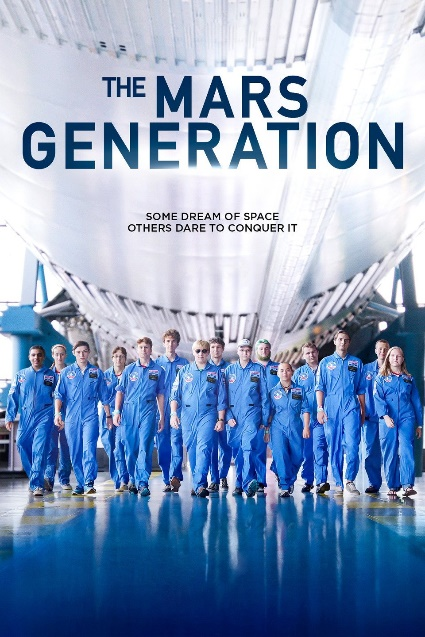 THE MARS
GENERATION
SOME DREAM OF SPACE
OTHERS DARE TO CONQUER IT